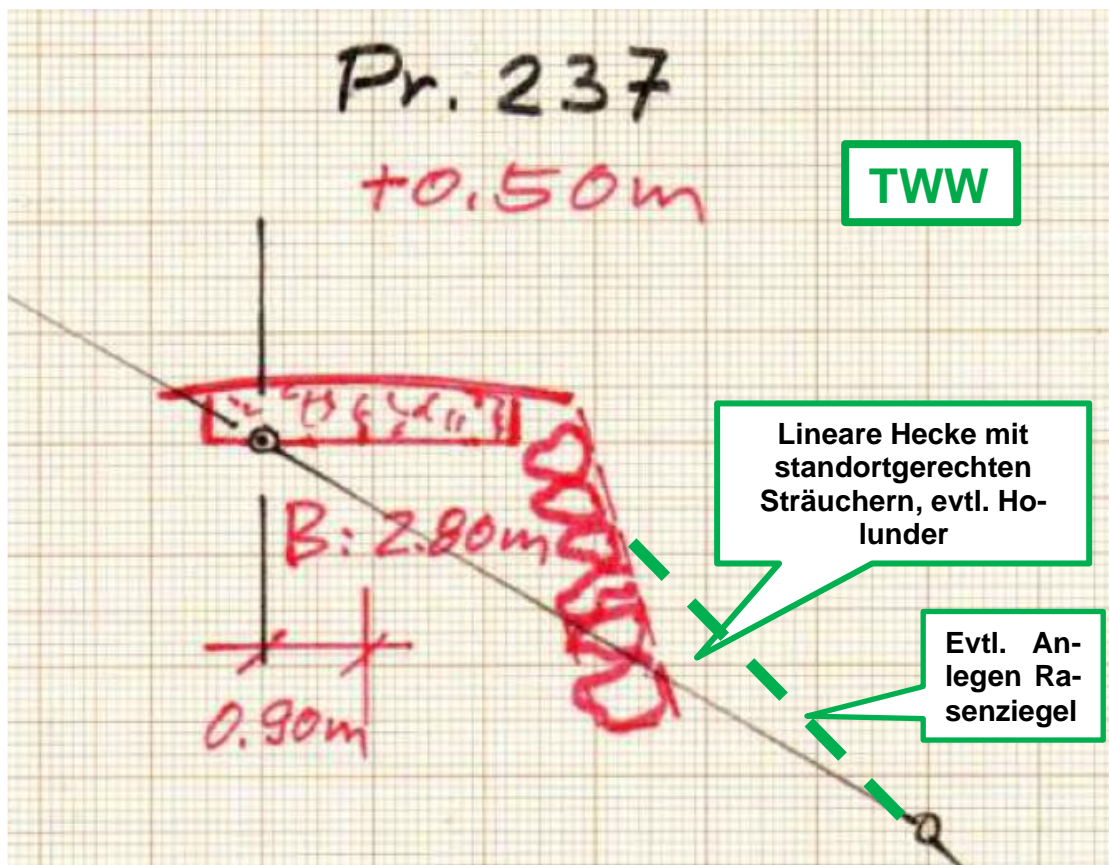 Pr. 237
+0.50m
TWW
Lineare Hecke mit
standortgerechten
Sträuchern, evtl. Ho-
lunder
B: 2.80m
Evtl. An-
legen Ra-
senziegel
0.90m